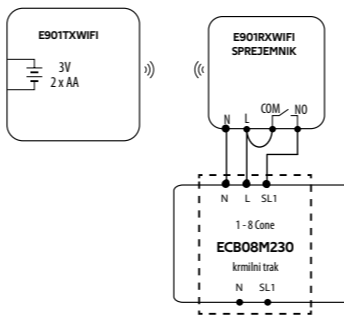 E901TXWIFI
3V
2 x AA
E901RXWIFI
SPREJEMNIK
COM NO
N L
N L SL1
1 - 8 Cone
ECB08M230
krmilni trak
N SL1